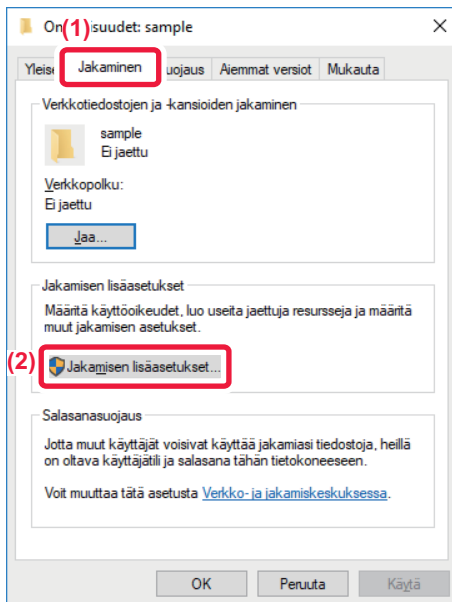 (1)
suudet: sample
Jakaminen
Aiemmat versiot
Mukauta
Verkkotiedostojen ja -kansioiden jakaminen
sample
Ei jaettu
Verkkopolku:
Ei jaettu
Jaa...
Jakamisen lisäasetukset
Määritä käyttöoikeudet, luo useita jaettuja resursseja ja määritä
muut jakamisen asetukset.
(2)
Jakamisen lisäasetukset...
Salasanasuojaus
Jotta muut käyttäjät voisivat käyttää jakamiasi tiedostoja, heillä
on oltava käyttäjätili ja salasana tähän tietokoneeseen.
Voit muuttaa tätä asetusta Verkko- ja jakamiskeskuksessa.
OK
Peruuta
Käytä